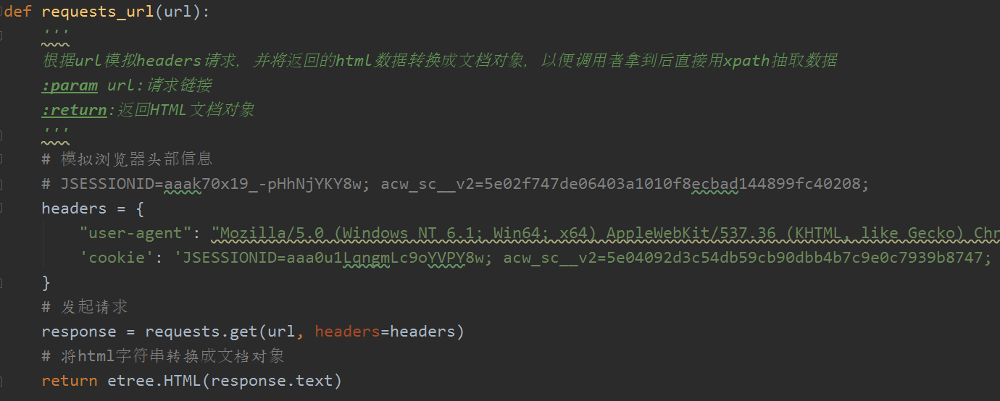 def requests_url(url):
'''
根据url模拟headers请求, 并将返回的html数据转换成文档对象, 以便调用者拿到后直接用xpath抽取数据
:param url:请求链接
:return:返回HTML文档对象
'''
# 模拟浏览器头部信息
# JSESSIONID=aaak70x19_-pHhNjYKY8w; acw_sc__v2=5e02f747de06403a1010f8ecbad144899fc40208;
headers = {
"user-agent": "Mozilla/5.0 (Windows NT 6.1; Win64; x64) AppleWebKit/537.36 (KHTML, like Gecko) Chr
'cookie': 'JSESSIONID=aaa0u1LqngmLc9oYVPY8w; acw_sc__v2=5e04092d3c54db59cb90dbb4b7c9e0c7939b8747;
}
# 发起请求
response = requests.get(url, headers=headers)
# 将html字符串转换成文档对象
return etree.HTML(response.text)